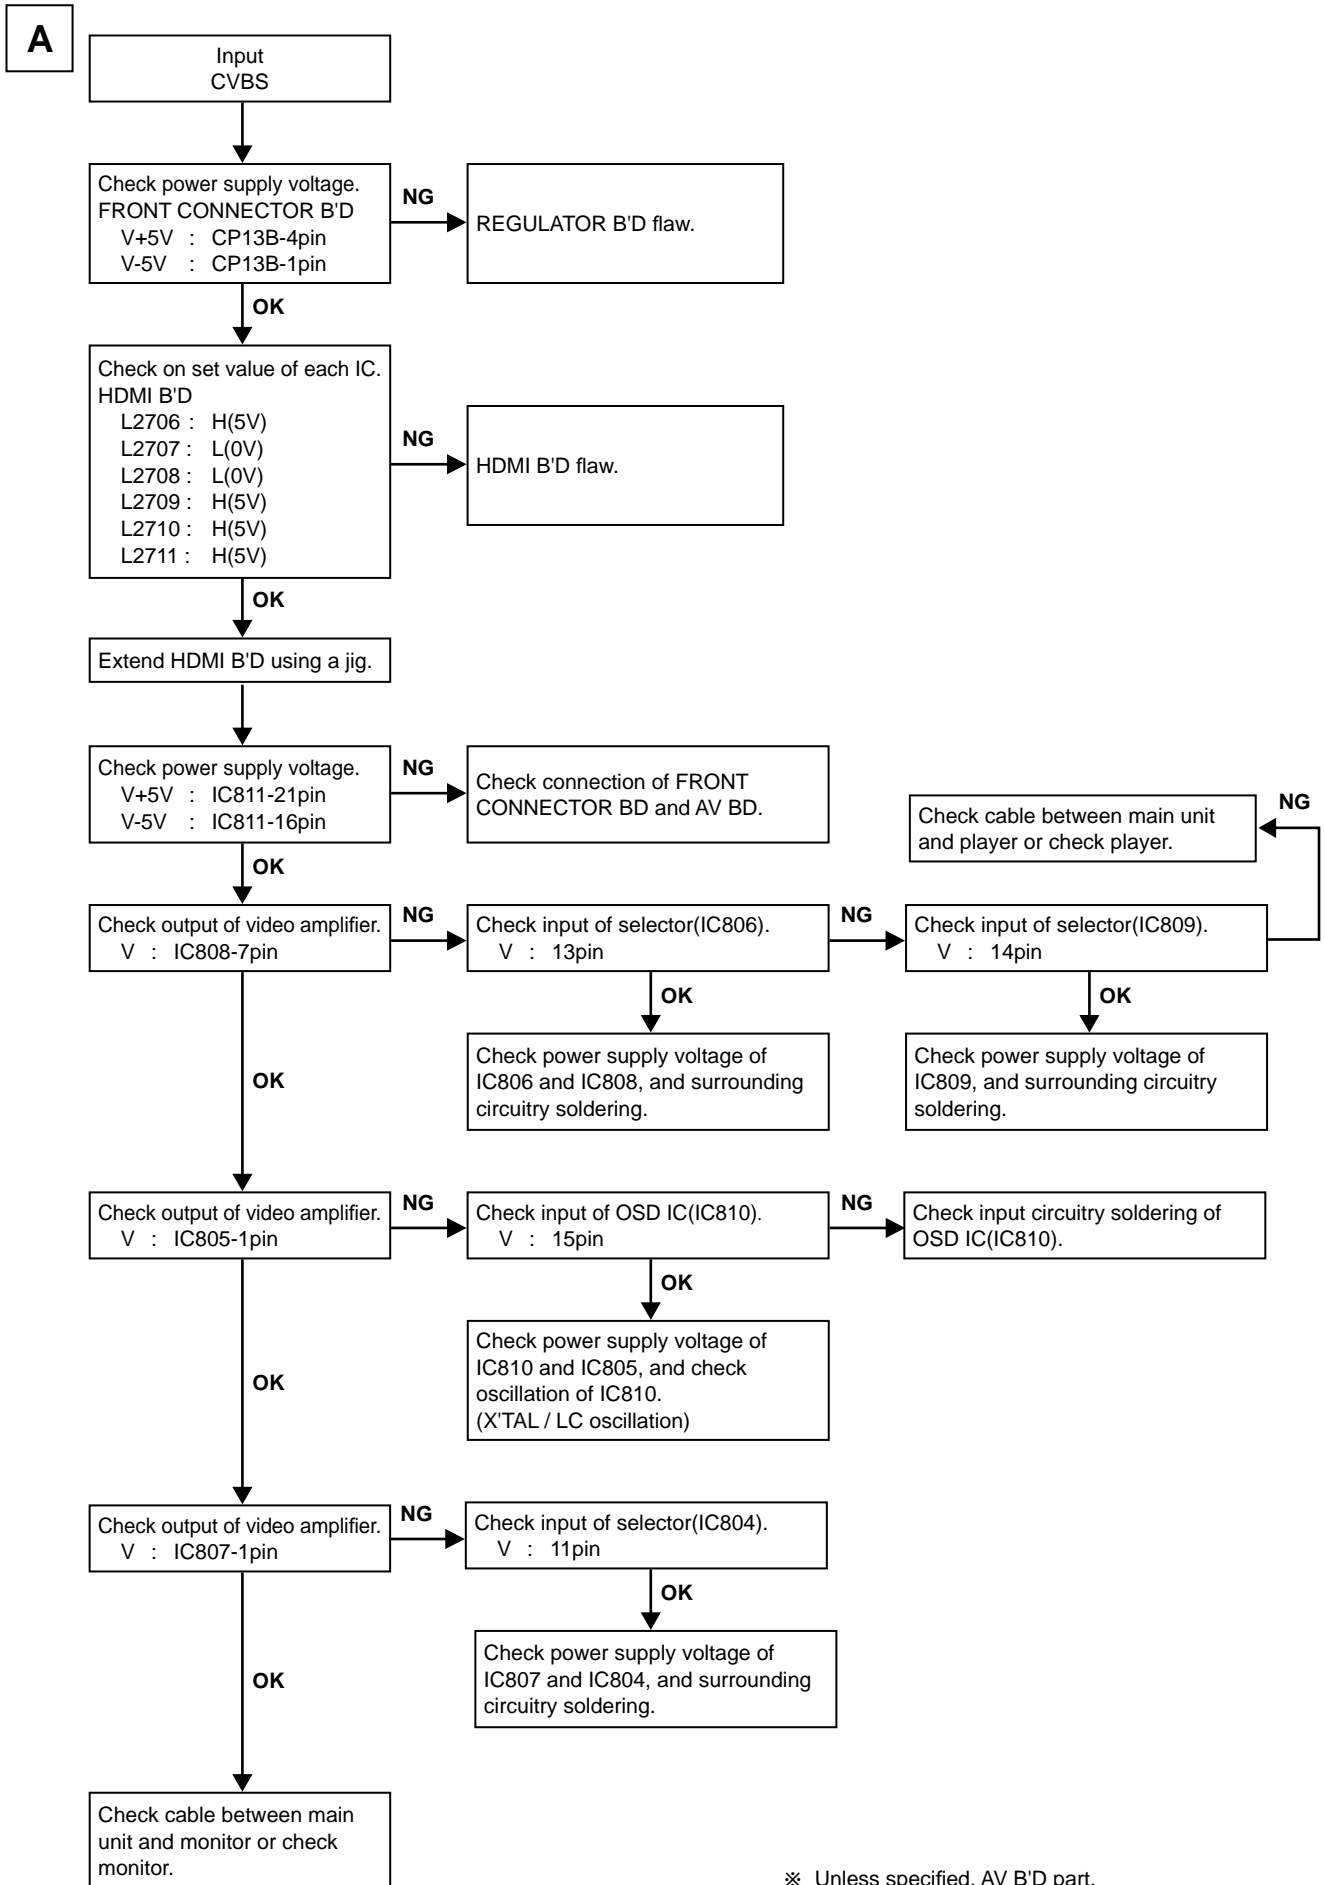 A
Input
CVBS
Check power supply voltage.
FRONT CONNECTOR B'D
V+5V : CP13B-4pin
V-5V : CP13B-1pin
NG
REGULATOR B'D flaw.
OK
Check on set value of each IC.
HDMI B'D
L2706 : H(5V)
L2707 : L(0V)
L2708 : L(0V)
L2709 : H(5V)
L2710 : H(5V)
L2711 : H(5V)
NG
HDMI B'D flaw.
OK
Extend HDMI B'D using a jig.
Check power supply voltage.
V+5V : IC811-21pin
V-5V : IC811-16pin
NG
Check connection of FRONT
CONNECTOR BD and AV BD.
Check cable between main unit
and player or check player.
NG
OK
Check output of video amplifier.
V : IC808-7pin
NG
Check input of selector(IC806).
V : 13pin
NG
Check input of selector(IC809).
V : 14pin
OK
OK
Check power supply voltage of
IC806 and IC808, and surrounding
circuitry soldering.
Check power supply voltage of
IC809, and surrounding circuitry
soldering.
OK
Check output of video amplifier.
V : IC805-1pin
NG
Check input of OSD IC(IC810).
V : 15pin
NG
Check input circuitry soldering of
OSD IC(IC810).
OK
Check power supply voltage of
IC810 and IC805, and check
oscillation of IC810.
(X'TAL / LC oscillation)
OK
Check output of video amplifier.
V : IC807-1pin
NG
Check input of selector(IC804).
V : 11pin
OK
Check power supply voltage of
IC807 and IC804, and surrounding
circuitry soldering.
OK
Check cable between main
unit and monitor or check
monitor.
※ Unless specified, AV B'D part.